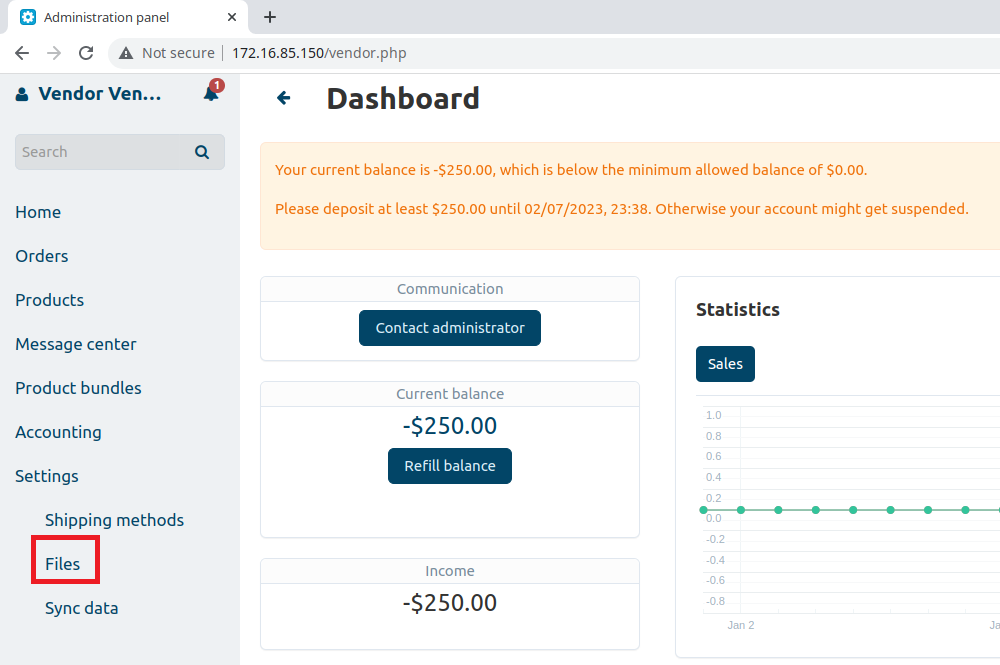 Administration panel
Not secure
172.16.85.150/vendor.php
Vendor Ven...
1
Search
Home
Orders
Products
Message center
Product bundles
Accounting
Settings
Shipping methods
Files
Sync data
Dashboard
Your current balance is -$250.00, which is below the minimum allowed balance of $0.00.
Please deposit at least $250.00 until 02/07/2023, 23:38. Otherwise your account might get suspended.
Communication
Contact administrator
Current balance
-$250.00
Refill balance
Income
-$250.00
Statistics
Sales
1.0
0.8
0.6
0.4
0.2
0.0
-0.2
-0.4
-0.6
-0.8
Jan 2
Ja